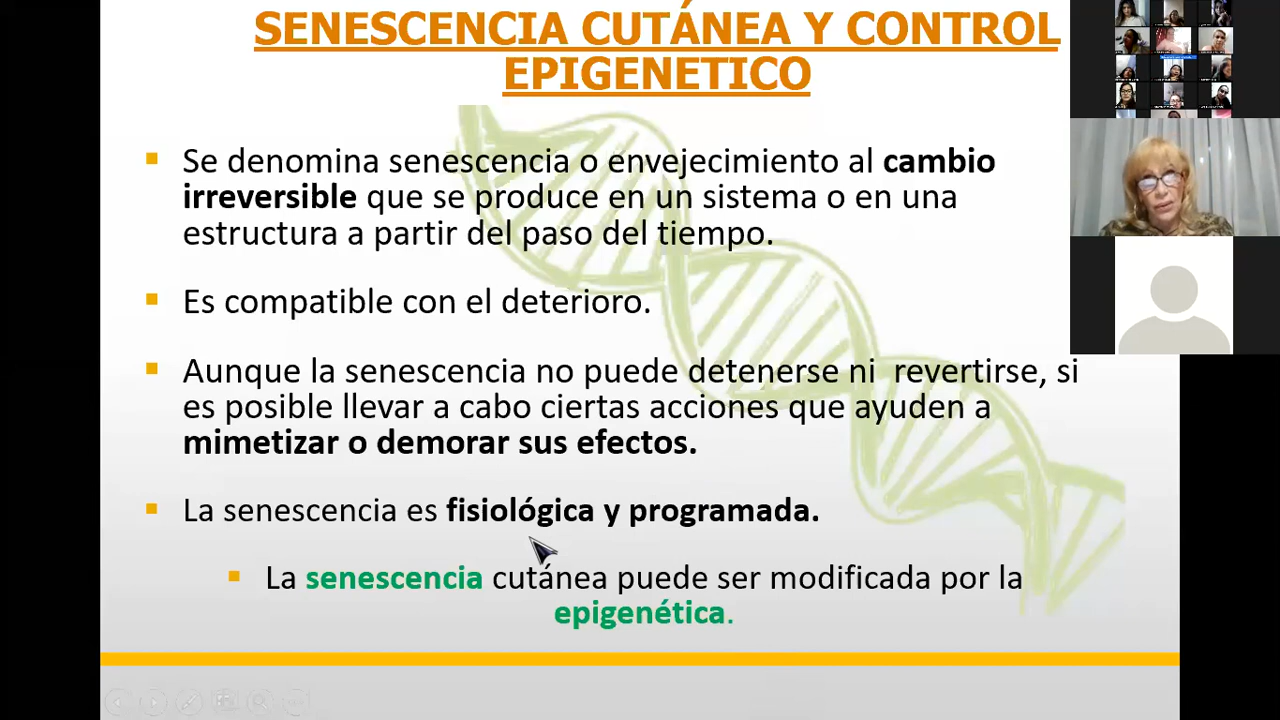 SENESCENCIA CUTÁNEA Y CONTROL
EPIGENETICO
Se denomina senescencia o envejecimiento al cambio
irreversible que se produce en un sistema o en una
estructura a partir del paso del tiempo.
Es compatible con el deterioro.
Aunque la senescencia no puede detenerse ni  revertirse, si
es posible llevar a cabo ciertas acciones que ayuden a
mimetizar o demorar sus efectos.
La senescencia es fisiológica y programada.
La senescencia cutánea puede ser modificada por la
epigenética.